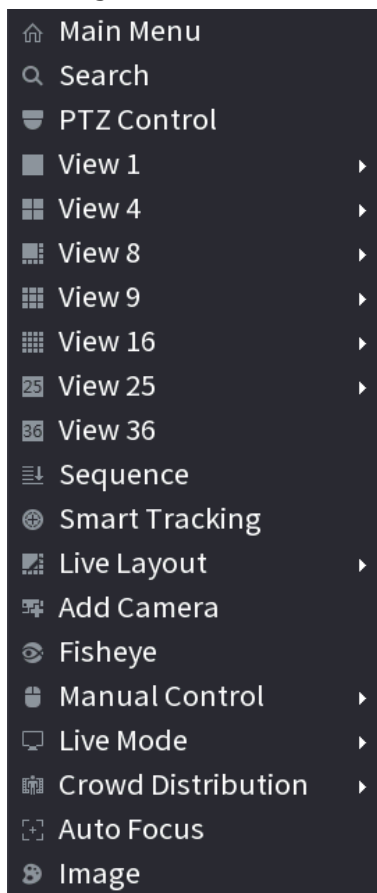 Main Menu
Search
PTZ Control
View 1
View 4
View 8
View 9
View 16
25 View 25
36 View 36
Sequence
Smart Tracking
Live Layout
Add Camera
Fisheye
Manual Control
Live Mode
Crowd Distribution
Auto Focus
Image